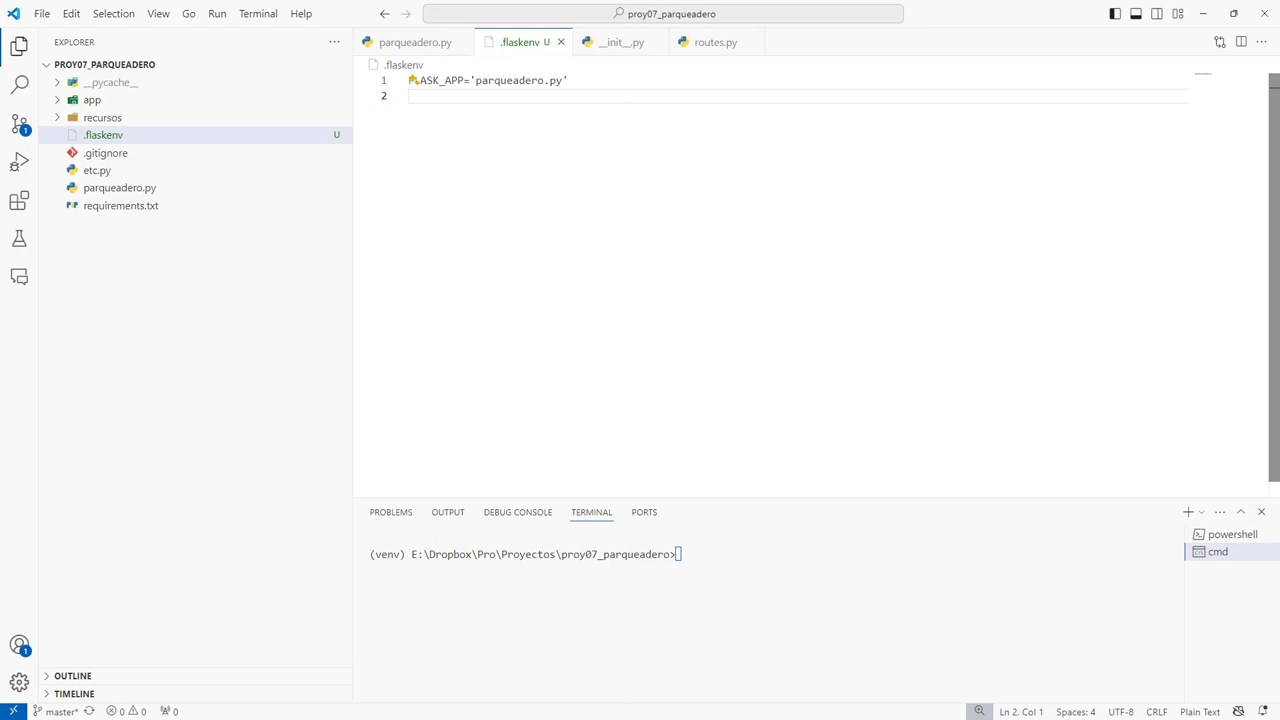 File Edit Selection View Go Run Terminal Help
proy07_parqueadero
EXPLORER
PROY07_PARQUEADERO
__pycache__
app
recursos
.flaskenv U
.gitignore
etc.py
parqueadero.py
requirements.txt
OUTLINE
TIMELINE
parqueadero.py .flaskenv U __init__.py routes.py
.flaskenv
1 ASK_APP='parqueadero.py'
2
PROBLEMS OUTPUT DEBUG CONSOLE TERMINAL PORTS
(venv) E:\Dropbox\Pro\Proyectos\proy07_parqueadero>
powershell
cmd
1
1
master* 0 0 0 Ln 2, Col 1 Spaces: 4 UTF-8 CRLF Plain Text